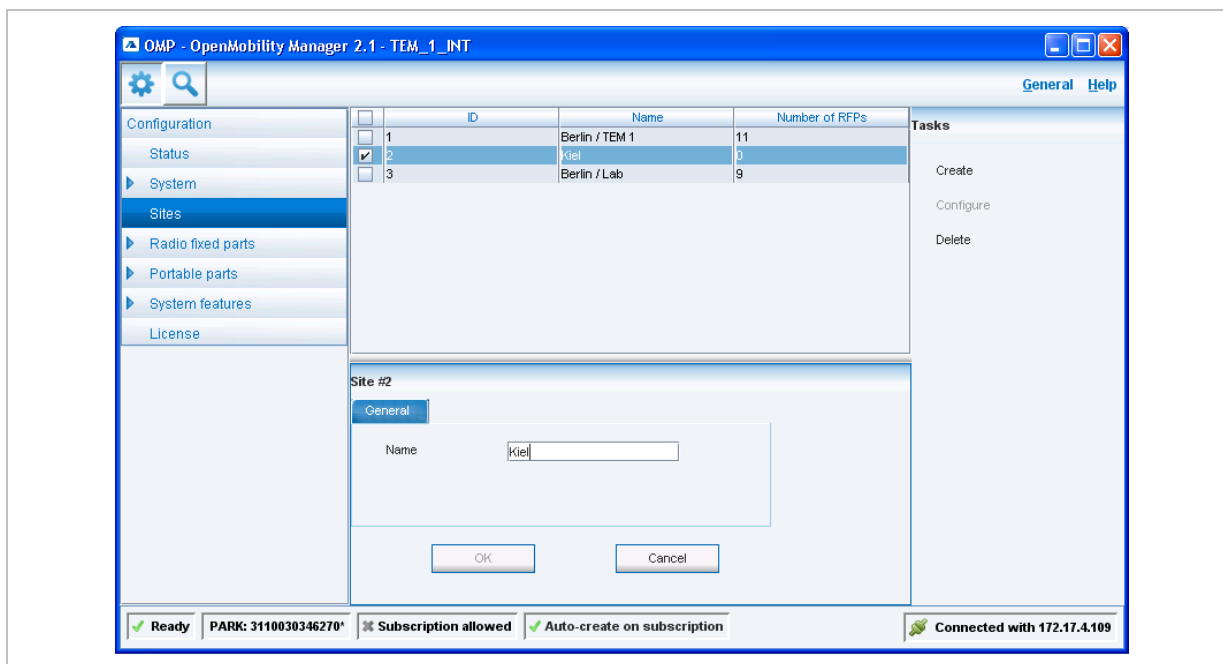 OMP - OpenMobility Manager 2.1 - TEM_1_INT
General Help
Configuration
Status
System
Sites
Radio fixed parts
Portable parts
System features
License
ID Name Number of RFPs
1 Berlin / TEM 1 11
2 Kiel 0
3 Berlin / Lab 9
Tasks
Create
Configure
Delete
Site #2
General
Name Kiel
OK Cancel
Ready PARK: 3110030346270* Subscription allowed Auto-create on subscription Connected with 172.17.4.109